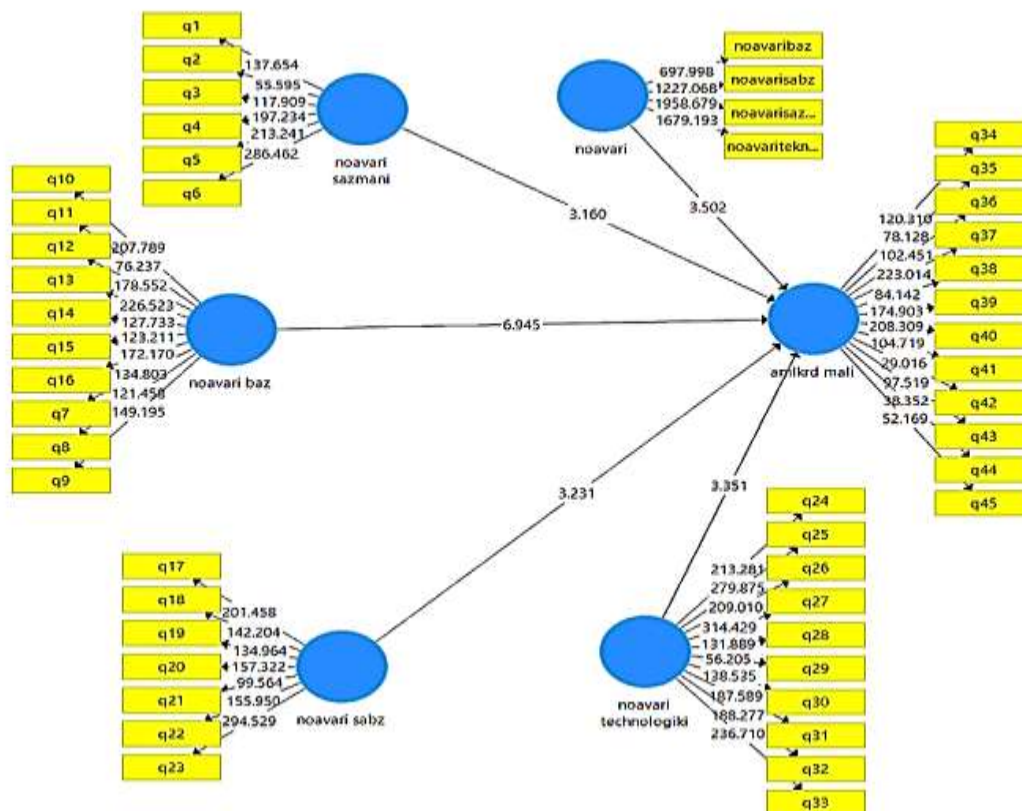 q1
q2
q3
q4
q5
q6
137.654
55.595
117.909
197.234
213.241
286.462
noavari
sazmani
noavaribaz
noavarisabz
noavarisaz...
noavaritekn...
697.998
1227.068
1958.679
1679.193
noavari
3.160
3.502
q10
q11
q12
q13
q14
q15
q16
q7
q8
q9
207.789
76.237
178.552
226.523
127.733
123.211
172.170
134.803
121.458
149.195
noavari baz
6.945
q34
q35
q36
q37
q38
q39
q40
q41
q42
q43
q44
q45
120.310
78.128
102.451
223.014
84.142
174.903
208.309
104.719
29.016
97.519
38.352
52.169
amlkrd mali
3.231
3.351
q17
q18
q19
q20
q21
q22
q23
201.458
142.204
134.964
157.322
99.564
155.950
294.529
noavari sabz
q24
q25
q26
q27
q28
q29
q30
q31
q32
q33
213.281
279.875
209.010
314.429
131.889
56.205
138.535
187.589
188.277
236.710
noavari
technologiki